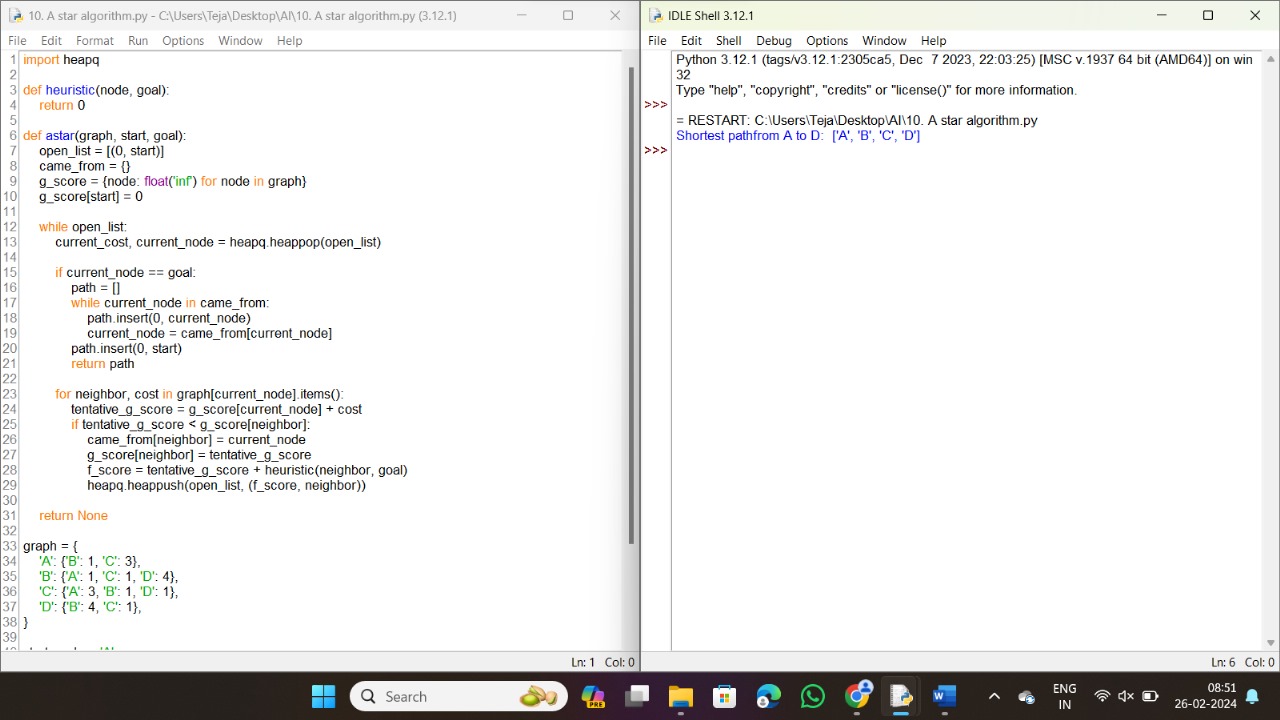 10. A star algorithm.py - C:\Users\Teja\Desktop\AI\10. A star algorithm.py (3.12.1)
File Edit Format Run Options Window Help
1 import heapq
2
3 def heuristic(node, goal):
4     return 0
5
6 def astar(graph, start, goal):
7     open_list = [(0, start)]
8     came_from = {}
9     g_score = {node: float('inf') for node in graph}
10     g_score[start] = 0
11
12     while open_list:
13         current_cost, current_node = heapq.heappop(open_list)
14
15         if current_node == goal:
16             path = []
17             while current_node in came_from:
18                 path.insert(0, current_node)
19                 current_node = came_from[current_node]
20             path.insert(0, start)
21             return path
22
23         for neighbor, cost in graph[current_node].items():
24             tentative_g_score = g_score[current_node] + cost
25             if tentative_g_score < g_score[neighbor]:
26                 came_from[neighbor] = current_node
27                 g_score[neighbor] = tentative_g_score
28                 f_score = tentative_g_score + heuristic(neighbor, goal)
29                 heapq.heappush(open_list, (f_score, neighbor))
30
31     return None
32
33 graph = {
34     'A': {'B': 1, 'C': 3},
35     'B': {'A': 1, 'C': 1, 'D': 4},
36     'C': {'A': 3, 'B': 1, 'D': 1},
37     'D': {'B': 4, 'C': 1},
38 }
39
Ln: 1 Col: 0
IDLE Shell 3.12.1
File Edit Shell Debug Options Window Help
Python 3.12.1 (tags/v3.12.1:2305ca5, Dec  7 2023, 22:03:25) [MSC v.1937 64 bit (AMD64)] on win
32
Type "help", "copyright", "credits" or "license()" for more information.
>>>
= RESTART: C:\Users\Teja\Desktop\AI\10. A star algorithm.py
Shortest pathfrom A to D:  ['A', 'B', 'C', 'D']
>>>
Ln: 6 Col: 0
Search
PRE
W
ENG
IN
08:51
26-02-2024